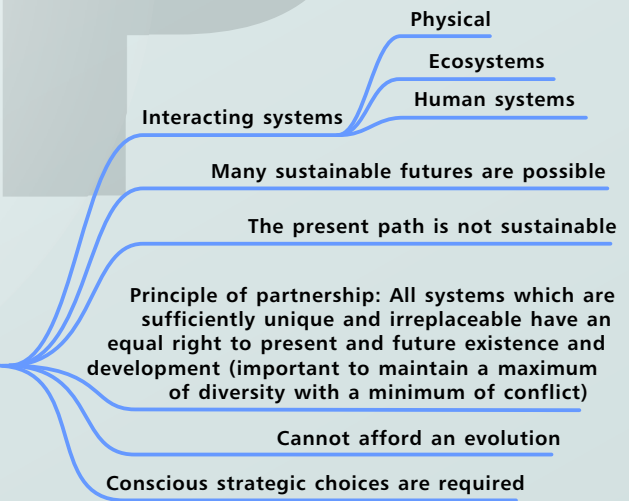 Physical
Ecosystems
Human systems
Interacting systems
Many sustainable futures are possible
The present path is not sustainable
Principle of partnership: All systems which are
sufficiently unique and irreplaceable have an
equal right to present and future existence and
development (important to maintain a maximum
of diversity with a minimum of conflict)
Cannot afford an evolution
Conscious strategic choices are required